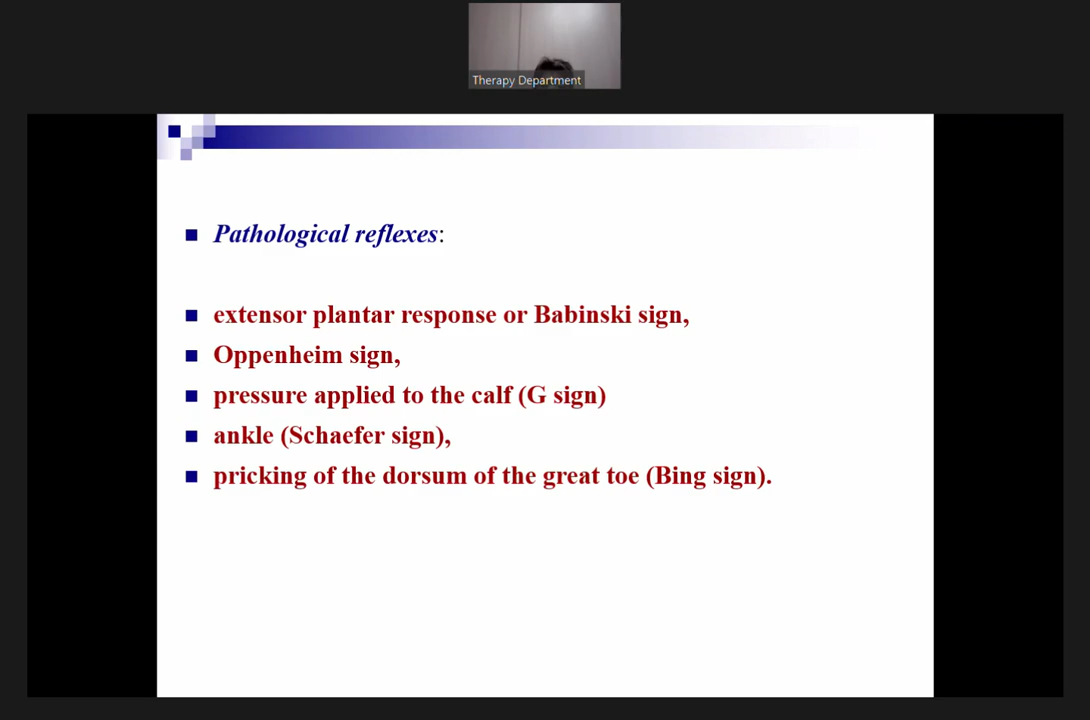 Therapy Department
Pathological reflexes:
extensor plantar response or Babinski sign,
Oppenheim sign,
pressure applied to the calf (G sign)
ankle (Schaefer sign),
pricking of the dorsum of the great toe (Bing sign).